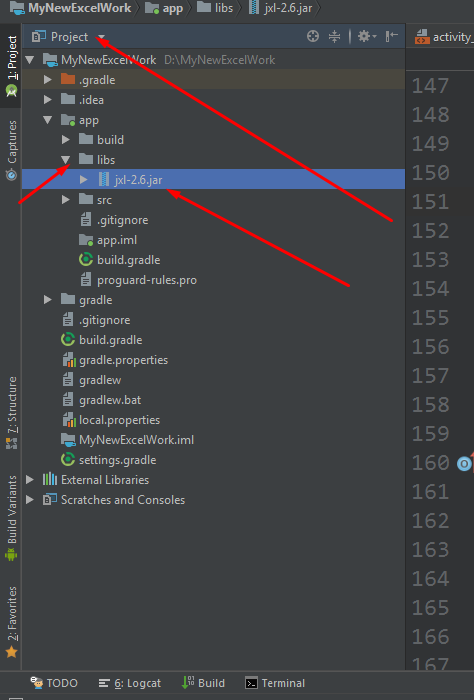 MyNewExcelWork app libs jxl-2.6.jar
1: Project
Captures
7: Structure
Build Variants
2: Favorites
Project
MyNewExcelWork D:\MyNewExcelWork
.gradle
.idea
app
build
libs
jxl-2.6.jar
src
.gitignore
app.iml
build.gradle
proguard-rules.pro
gradle
.gitignore
build.gradle
gradle.properties
gradlew
gradlew.bat
local.properties
MyNewExcelWork.iml
settings.gradle
External Libraries
Scratches and Consoles
activity_
147
148
149
150
151
152
153
154
155
156
157
158
159
160
161
162
163
164
165
166
167
TODO 6: Logcat Build Terminal